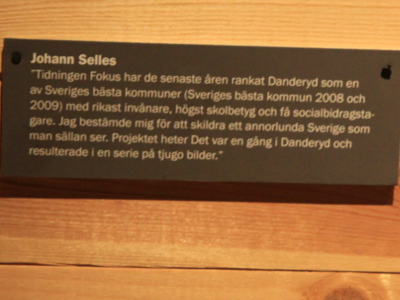 Johann Selles
"Tidningen Fokus har de senaste åren rankat Danderyd som en
av Sveriges bästa kommuner (Sveriges bästa kommun 2008 och
2009) med rikast invånare, högst skolbetyg och få socialbidragsta-
gare. Jag bestämde mig för att skildra ett annorlunda Sverige som
man sällan ser. Projektet heter Det var en gång i Danderyd och
resulterade i en serie på tjugo bilder."